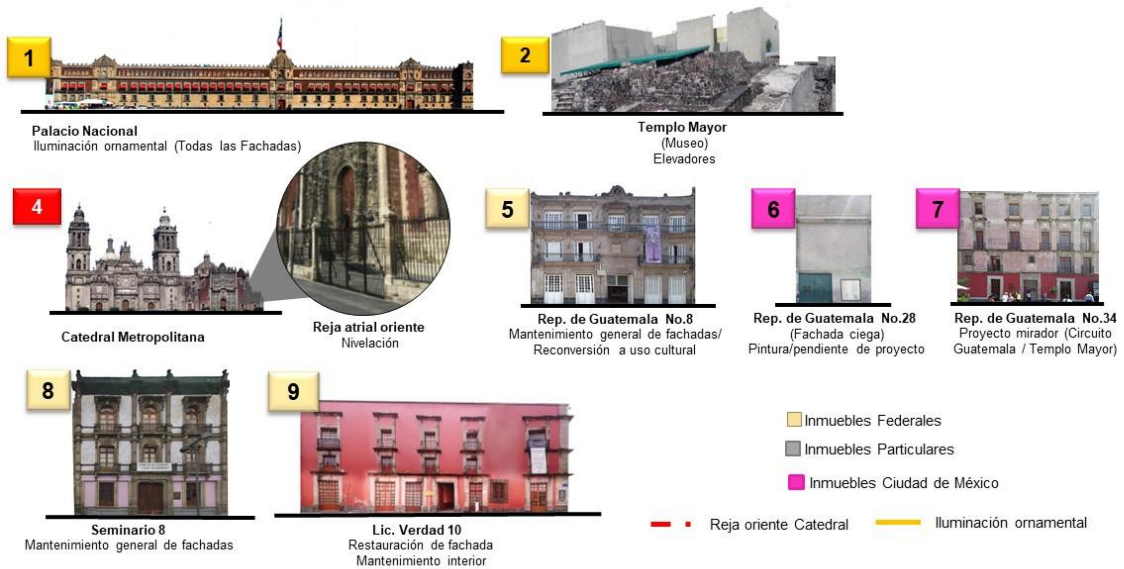 1
2
Palacio Nacional
Iluminación ornamental (Todas las Fachadas)
Templo Mayor
(Museo)
Elevadores
4
5
6
7
Catedral Metropolitana
Reja atrial oriente
Nivelación
Rep. de Guatemala No.8
Mantenimiento general de fachadas/
Reconversión a uso cultural
Rep. de Guatemala No.28
(Fachada ciega)
Pintura/pendiente de proyecto
Rep. de Guatemala No.34
Proyecto mirador (Circuito
Guatemala / Templo Mayor)
8
9
Seminario 8
Mantenimiento general de fachadas
Lic. Verdad 10
Restauración de fachada
Mantenimiento interior
Inmuebles Federales
Inmuebles Particulares
Inmuebles Ciudad de México
Reja oriente Catedral
Iluminación ornamental